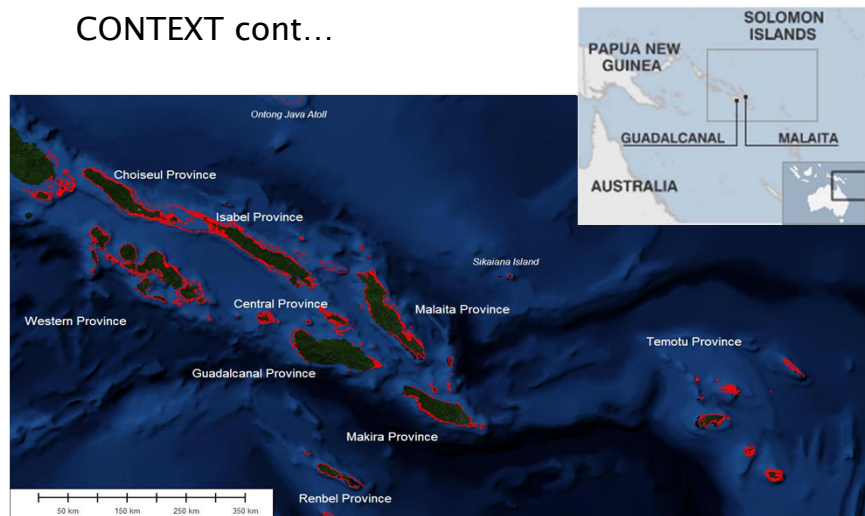 CONTEXT cont...
SOLOMON
ISLANDS
PAPUA NEW
GUINEA
GUADALCANAL
MALAITA
AUSTRALIA
Ontong Java Atoll
Choiseul Province
Isabel Province
Sikaiana Island
Central Province
Malaita Province
Western Province
Temotu Province
Guadalcanal Province
Makira Province
Renbel Province
50 km 150 km 250 km 350 km